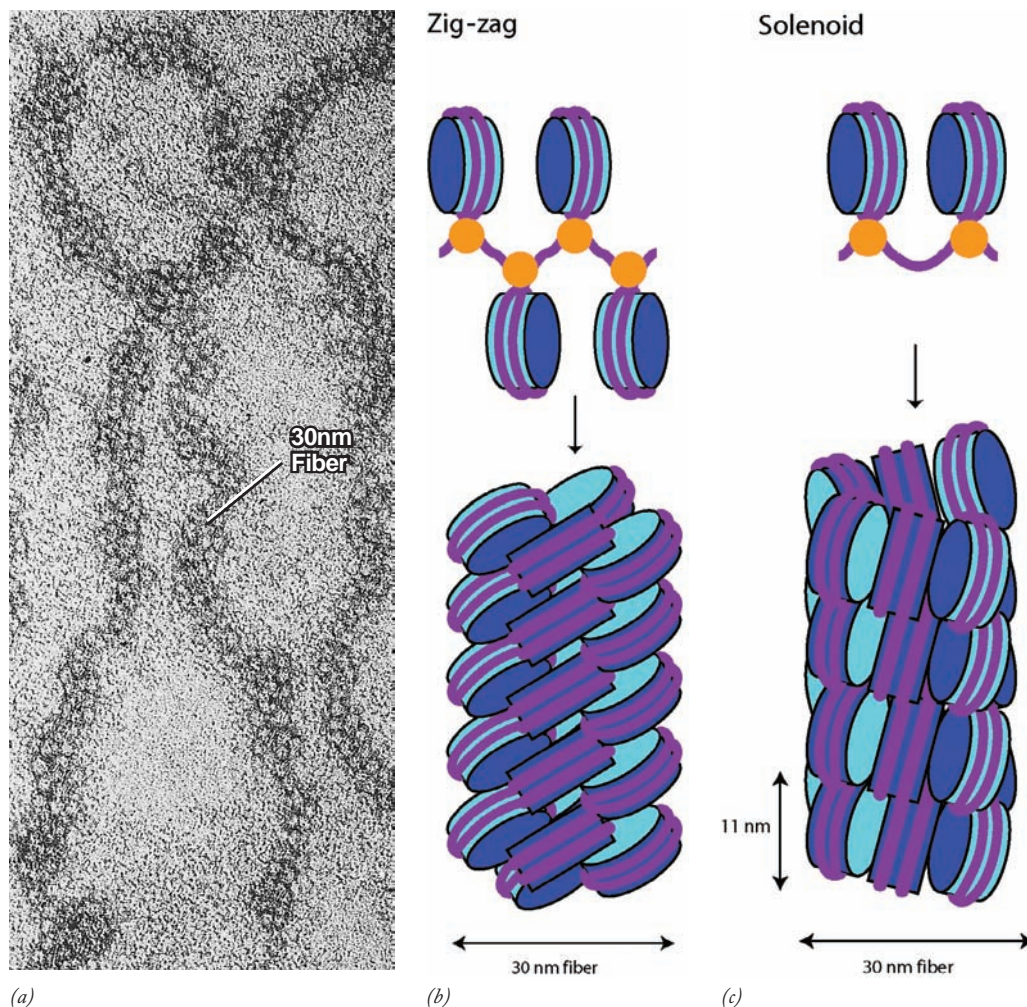 Zig-zag
Solenoid
30nm
Fiber
11 nm
30 nm fiber
30 nm fiber
(a)
(b)
(c)